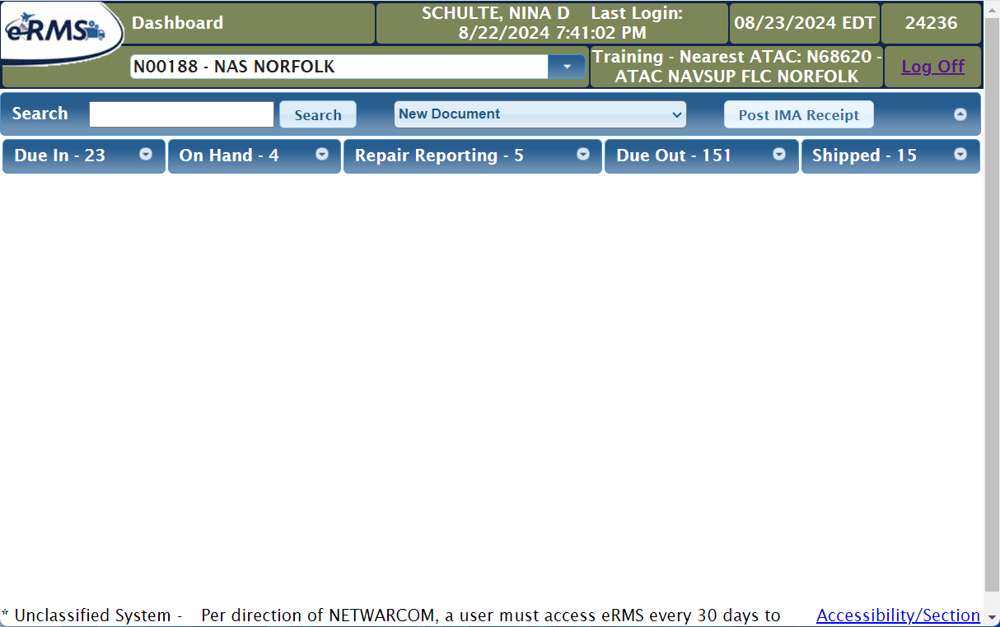 eRMS
Dashboard
SCHULTE, NINA D Last Login:
8/22/2024 7:41:02 PM
08/23/2024 EDT
24236
N00188 - NAS NORFOLK
Training - Nearest ATAC: N68620 -
ATAC NAVSUP FLC NORFOLK
Log Off
Search
Search
New Document
Post IMA Receipt
Due In - 23
On Hand - 4
Repair Reporting - 5
Due Out - 151
Shipped - 15
* Unclassified System - Per direction of NETWARCOM, a user must access eRMS every 30 days to
Accessibility/Section